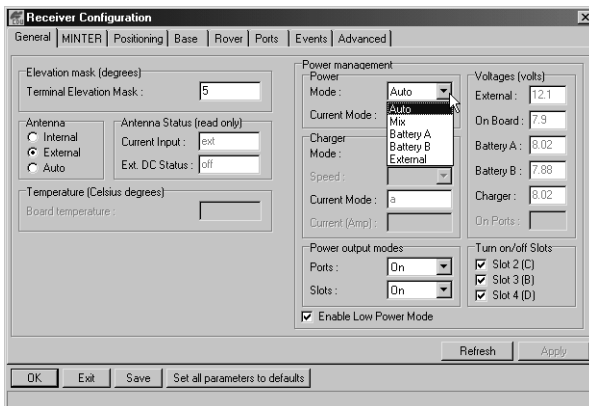 Receiver Configuration
General MINTER Positioning Base Rover Ports Events Advanced
Elevation mask (degrees)
Terminal Elevation Mask : 5
Antenna
Internal
External
Auto
Antenna Status (read only)
Current Input : ext
Ext. DC Status : off
Temperature (Celsius degrees)
Board temperature :
Power management
Power
Mode : Auto
Auto
Mix
Battery A
Battery B
External
Current Mode :
Charger
Mode :
Speed :
Current Mode : a
Current (Amp) :
Voltages (volts)
External : 12.1
On Board : 7.9
Battery A : 8.02
Battery B : 7.88
Charger : 8.02
On Ports :
Power output modes
Ports : On
Slots : On
Turn on/off Slots
Slot 2 (C)
Slot 3 (B)
Slot 4 (D)
Enable Low Power Mode
Refresh Apply
OK Exit Save Set all parameters to defaults